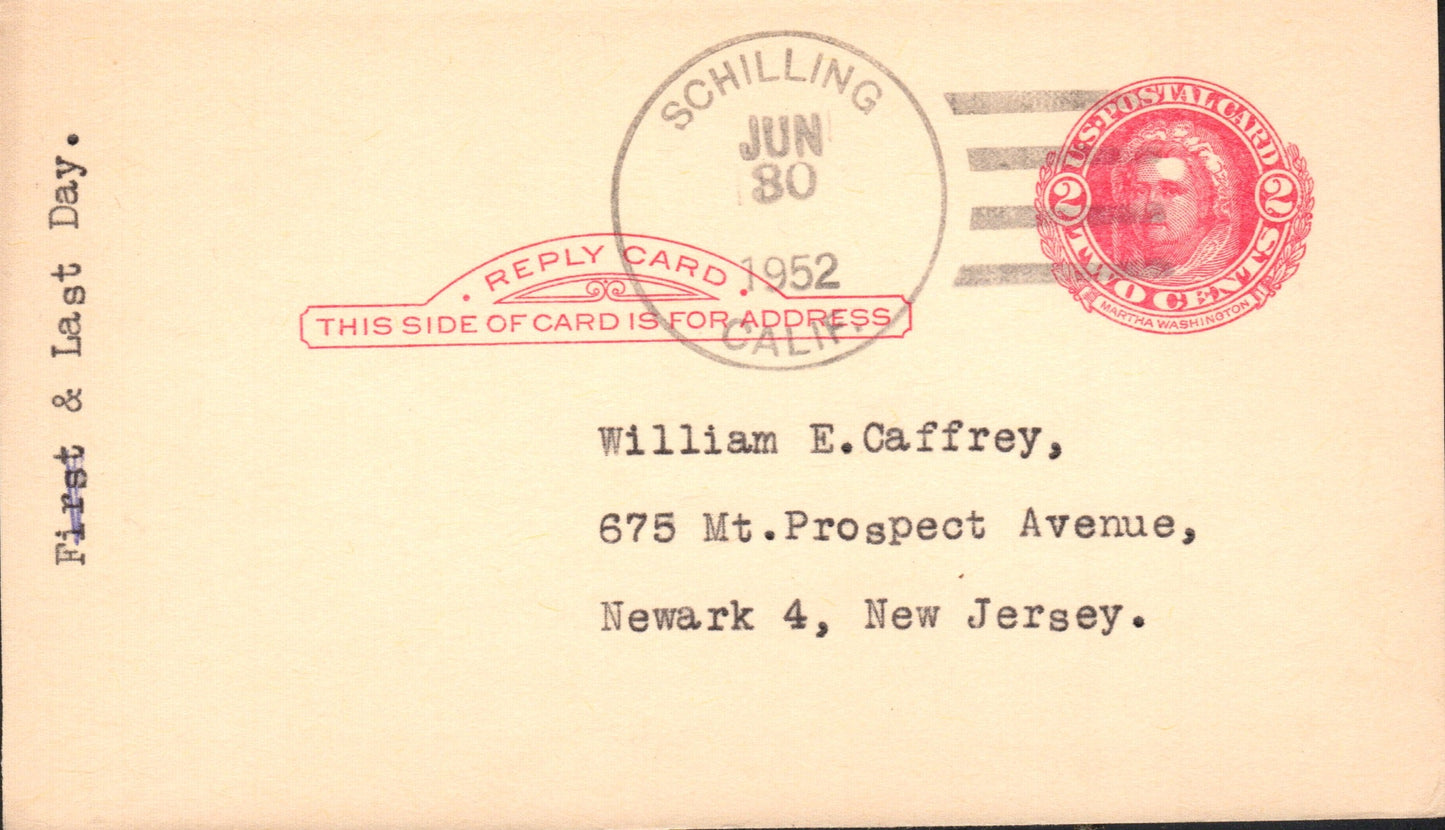 First & Last Day.
SCHILLING
JUN
30
1952
CALIF.
U.S. POSTAL CARD
2 2
TWO CENTS
MARTHA WASHINGTON
· REPLY CARD ·
THIS SIDE OF CARD IS FOR ADDRESS
William E.Caffrey,
675 Mt.Prospect Avenue,
Newark 4, New Jersey.